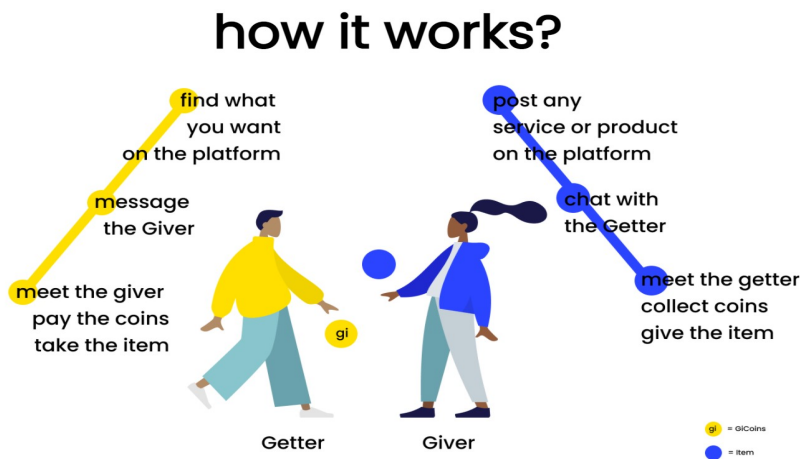 how it works?
find what
you want
on the platform
message
the Giver
meet the giver
pay the coins
take the item
post any
service or product
on the platform
chat with
the Getter
meet the getter
collect coins
give the item
gi
Getter
Giver
gi = GiCoins
= Item